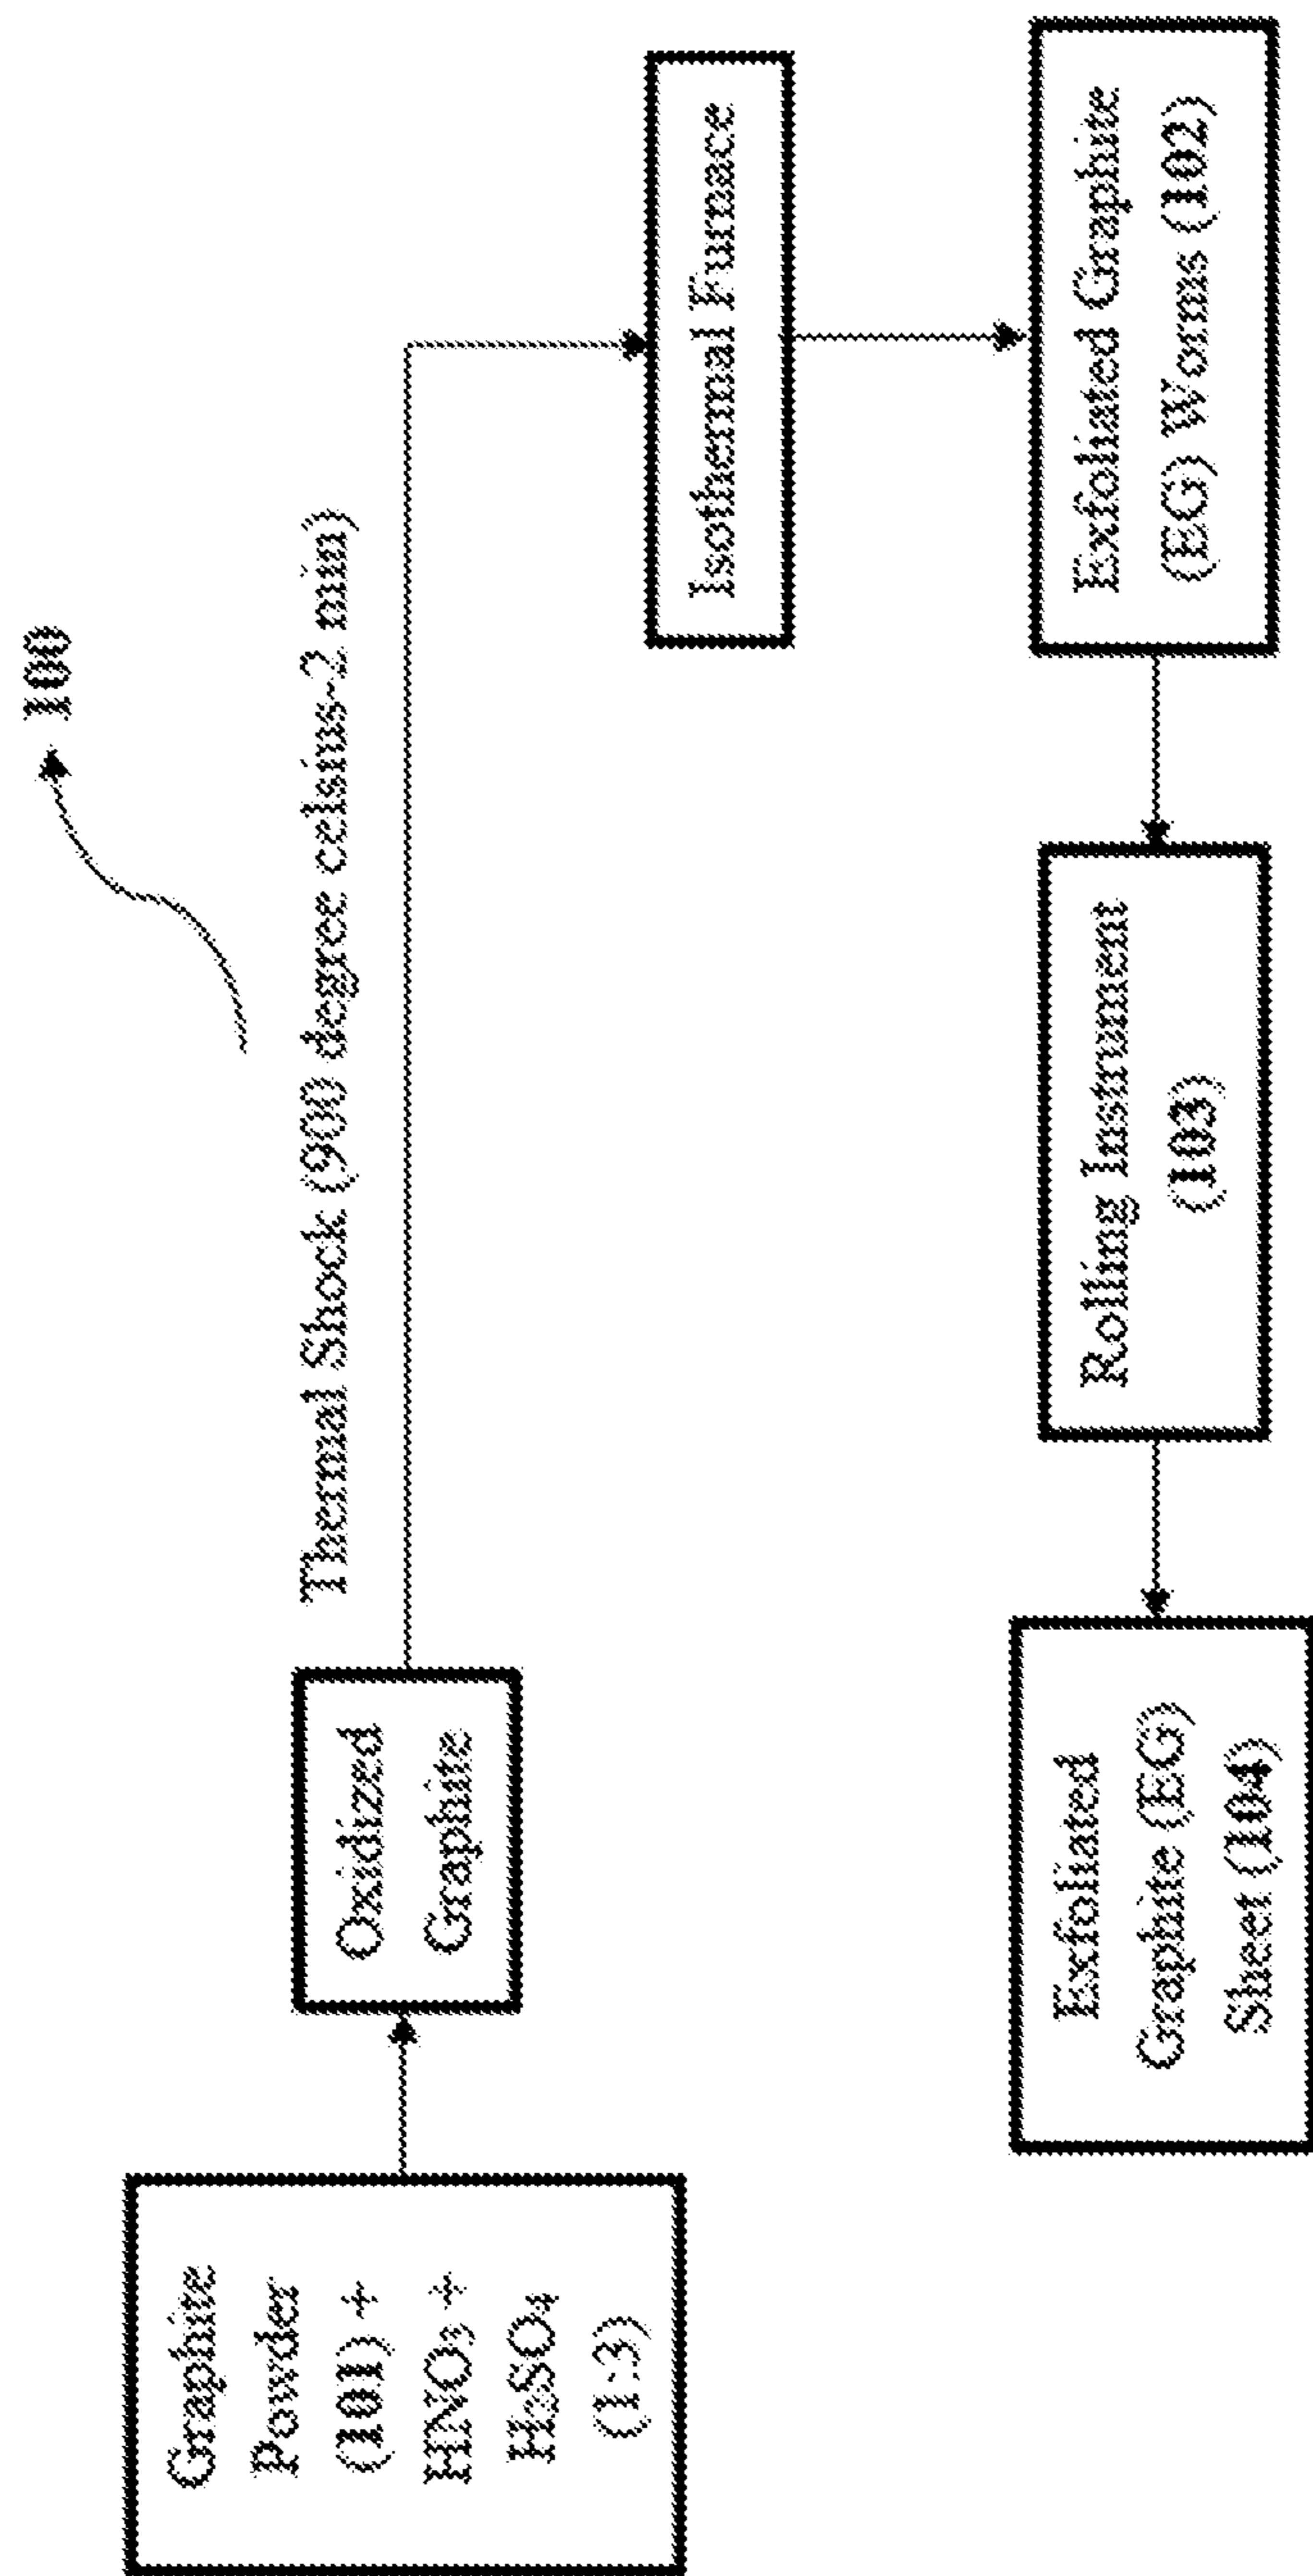 100
Thermal Shock (900 degree celsius-2 min)
Graphite
Powder
(101) +
HNO3 +
H2SO4
(1:3)
Oxidized
Graphite
Isothermal Furnace
Exfoliated Graphite
(EG) Worms (102)
Rolling Instrument
(103)
Exfoliated
Graphite (EG)
Sheet (104)